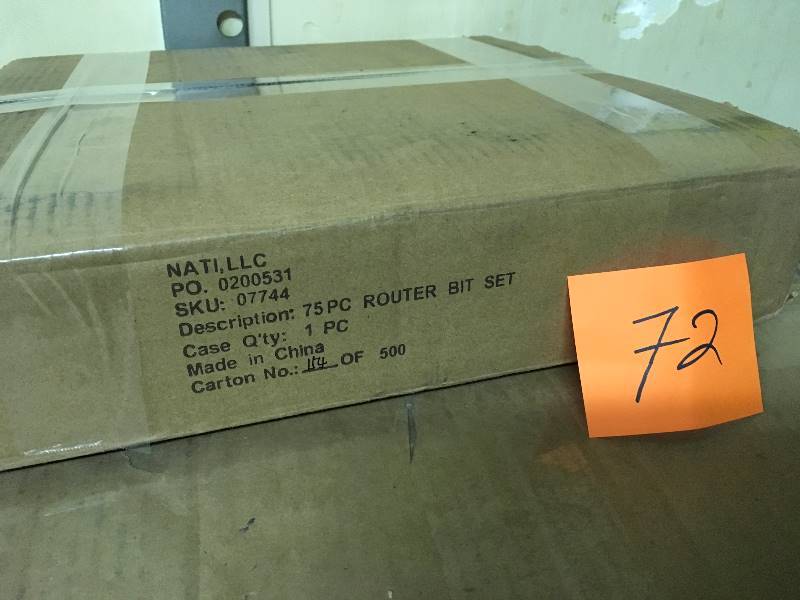 NATI,LLC
PO. 0200531
SKU: 07744
Description: 75PC ROUTER BIT SET
Case Q'ty: 1 PC
Made in China
Carton No.: OF 500
72